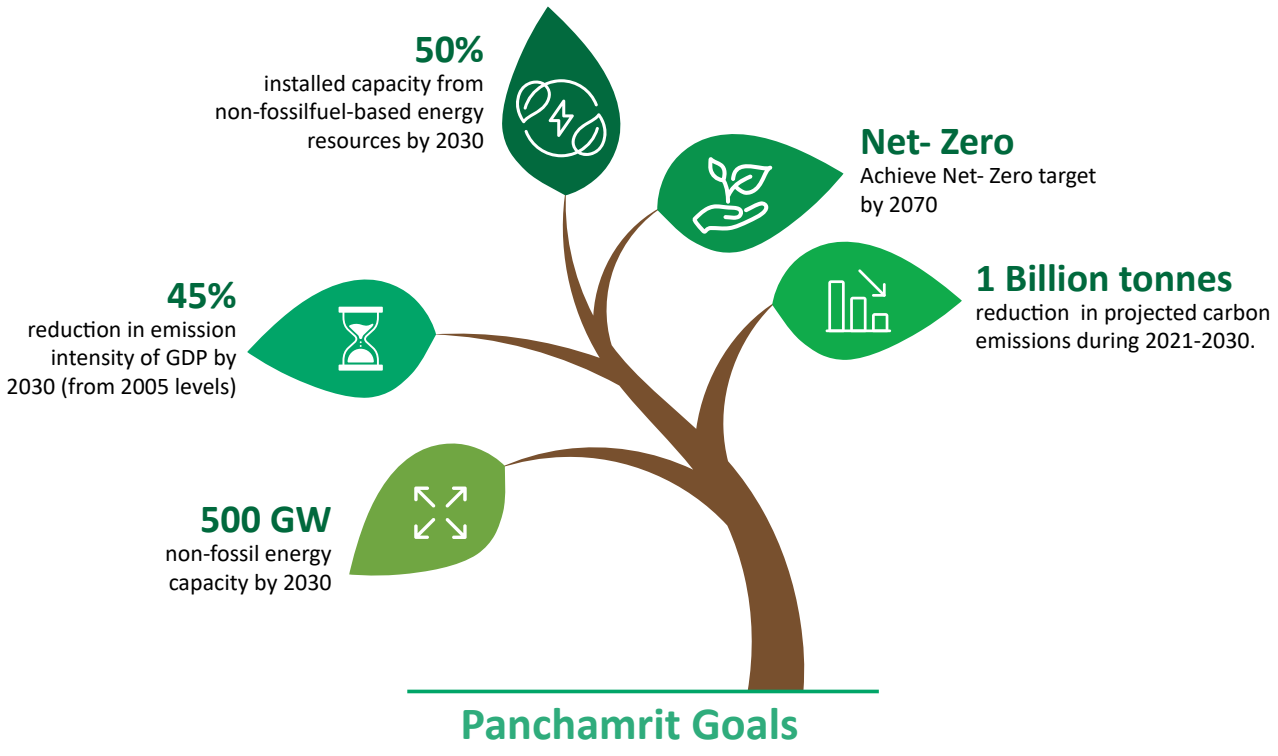 50%
installed capacity from
non-fossilfuel-based energy
resources by 2030
Net- Zero
Achieve Net- Zero target
by 2070
45%
reduction in emission
intensity of GDP by
2030 (from 2005 levels)
1 Billion tonnes
reduction in projected carbon
emissions during 2021-2030.
500 GW
non-fossil energy
capacity by 2030
Panchamrit Goals